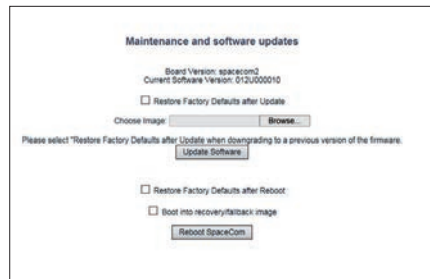 Maintenance and software updates
Board Version: spacecom2
Current Software Version: 012U000010
Restore Factory Defaults after Update
Choose Image: Browse...
Please select "Restore Factory Defaults after Update when downgrading to a previous version of the firmware.
Update Software
Restore Factory Defaults after Reboot
Boot into recovery/fallback image
Reboot SpaceCom